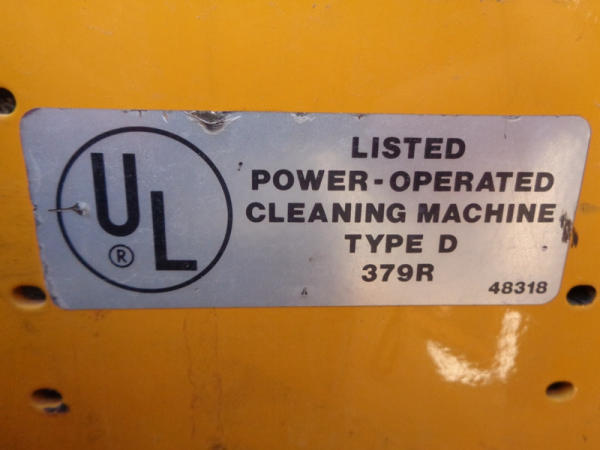 UL
®
LISTED
POWER-OPERATED
CLEANING MACHINE
TYPE D
379R
48318